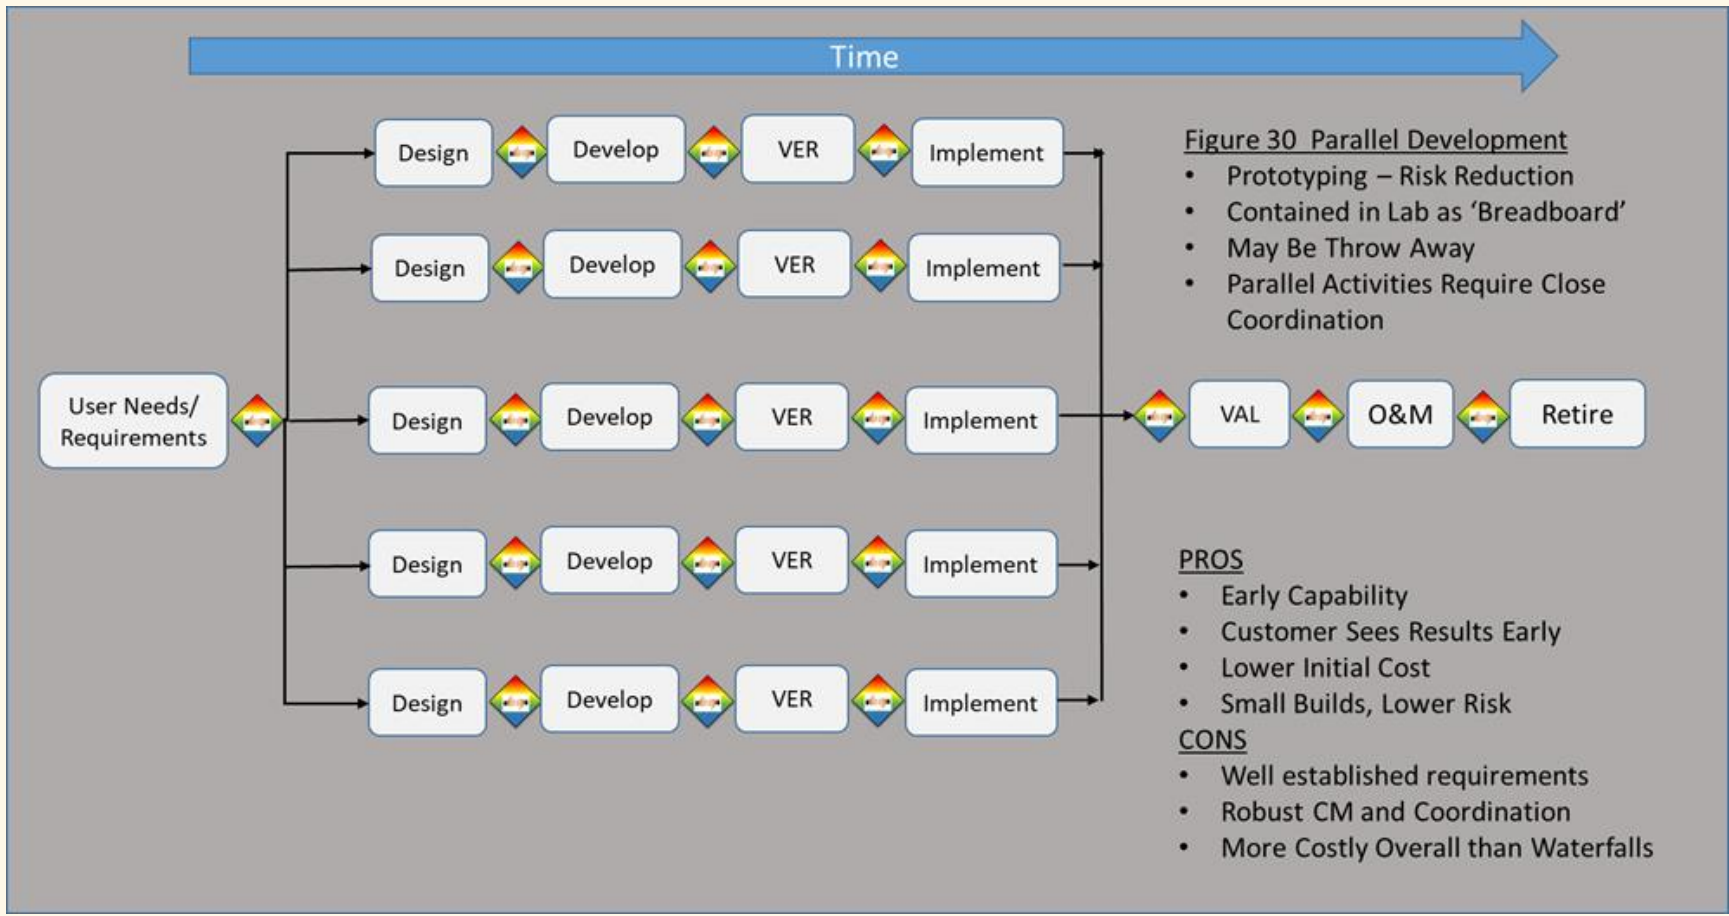 Time
Figure 30  Parallel Development
• Prototyping – Risk Reduction
• Contained in Lab as ‘Breadboard’
• May Be Throw Away
• Parallel Activities Require Close
Coordination
Design
Develop
VER
Implement
Design
Develop
VER
Implement
User Needs/
Requirements
Design
Develop
VER
Implement
VAL
O&M
Retire
Design
Develop
VER
Implement
Design
Develop
VER
Implement
PROS
• Early Capability
• Customer Sees Results Early
• Lower Initial Cost
• Small Builds, Lower Risk
CONS
• Well established requirements
• Robust CM and Coordination
• More Costly Overall than Waterfalls